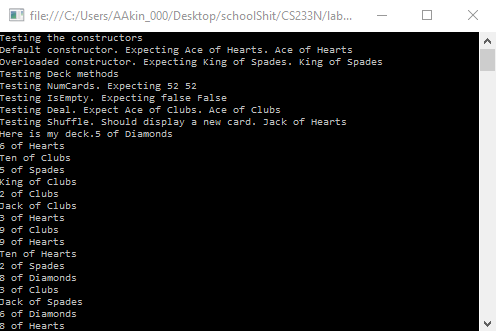 file:///C:/Users/AAkin_000/Desktop/schoolShit/CS233N/lab...
Testing the constructors
Default constructor. Expecting Ace of Hearts. Ace of Hearts
Overloaded constructor. Expecting King of Spades. King of Spades
Testing Deck methods
Testing NumCards. Expecting 52 52
Testing IsEmpty. Expecting false False
Testing Deal. Expect Ace of Clubs. Ace of Clubs
Testing Shuffle. Should display a new card. Jack of Hearts
Here is my deck.5 of Diamonds
6 of Hearts
Ten of Clubs
5 of Spades
King of Clubs
2 of Clubs
Jack of Clubs
3 of Hearts
9 of Clubs
9 of Hearts
Ten of Hearts
2 of Spades
8 of Diamonds
3 of Clubs
Jack of Spades
6 of Diamonds
8 of Hearts